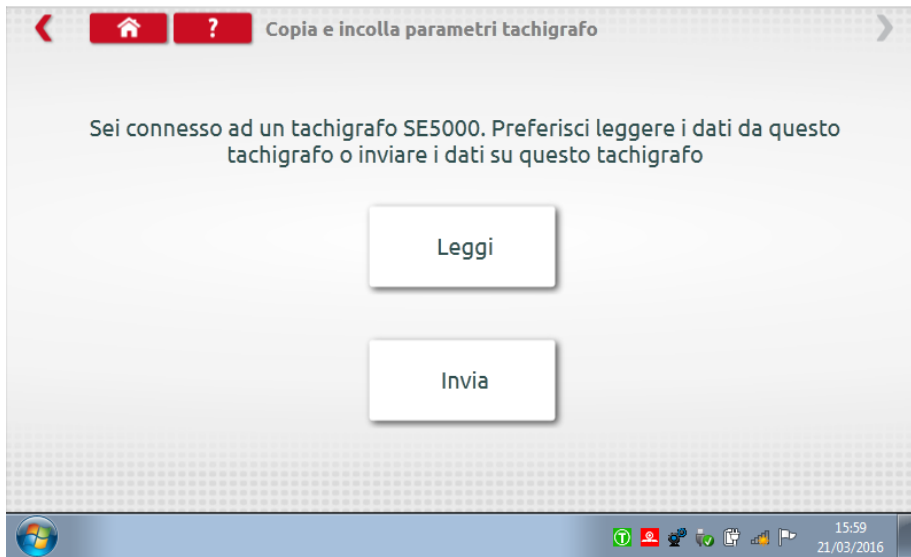 ? Copia e incolla parametri tachigrafo
Sei connesso ad un tachigrafo SE5000. Preferisci leggere i dati da questo
tachigrafo o inviare i dati su questo tachigrafo
Leggi
Invia
15:59
21/03/2016